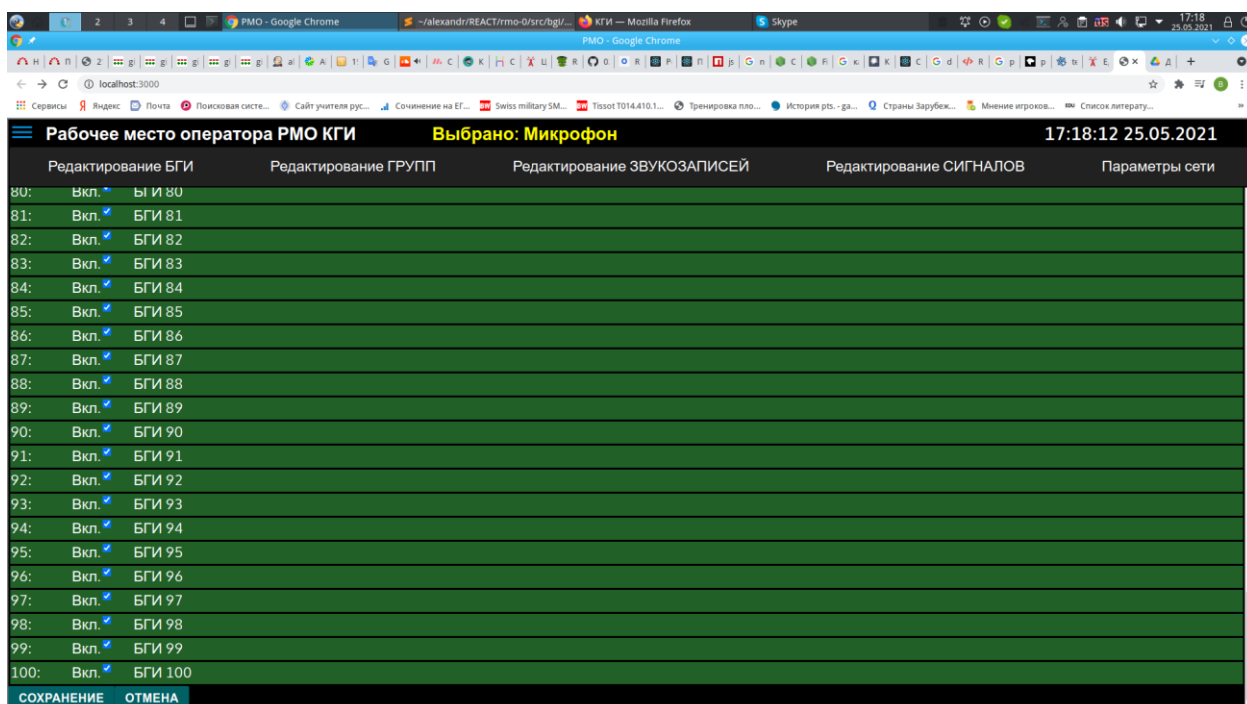 2 3 4 PMO - Google Chrome ~/alexandr/REACT/rmo-0/src/bgi/... КГИ — Mozilla Firefox Skype 17:18
25.05.2021
PMO - Google Chrome
localhost:3000
Сервисы Яндекс Почта Поисковая систе... Сайт учителя рус... Сочинение на ЕГ... Swiss military SM... Tissot T014.410.1... Тренировка пло... История pts. - ga... Страны Зарубеж... Мнение игроков... Список литерату...
Рабочее место оператора РМО КГИ Выбрано: Микрофон 17:18:12 25.05.2021
Редактирование БГИ Редактирование ГРУПП Редактирование ЗВУКОЗАПИСЕЙ Редактирование СИГНАЛОВ Параметры сети
80: Вкл. БГИ 80
81: Вкл. БГИ 81
82: Вкл. БГИ 82
83: Вкл. БГИ 83
84: Вкл. БГИ 84
85: Вкл. БГИ 85
86: Вкл. БГИ 86
87: Вкл. БГИ 87
88: Вкл. БГИ 88
89: Вкл. БГИ 89
90: Вкл. БГИ 90
91: Вкл. БГИ 91
92: Вкл. БГИ 92
93: Вкл. БГИ 93
94: Вкл. БГИ 94
95: Вкл. БГИ 95
96: Вкл. БГИ 96
97: Вкл. БГИ 97
98: Вкл. БГИ 98
99: Вкл. БГИ 99
100: Вкл. БГИ 100
СОХРАНЕНИЕ ОТМЕНА